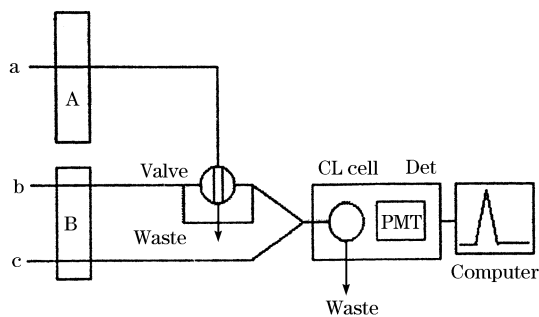 a
A
Valve
CL cell
Det
b
B
PMT
Waste
c
Computer
Waste